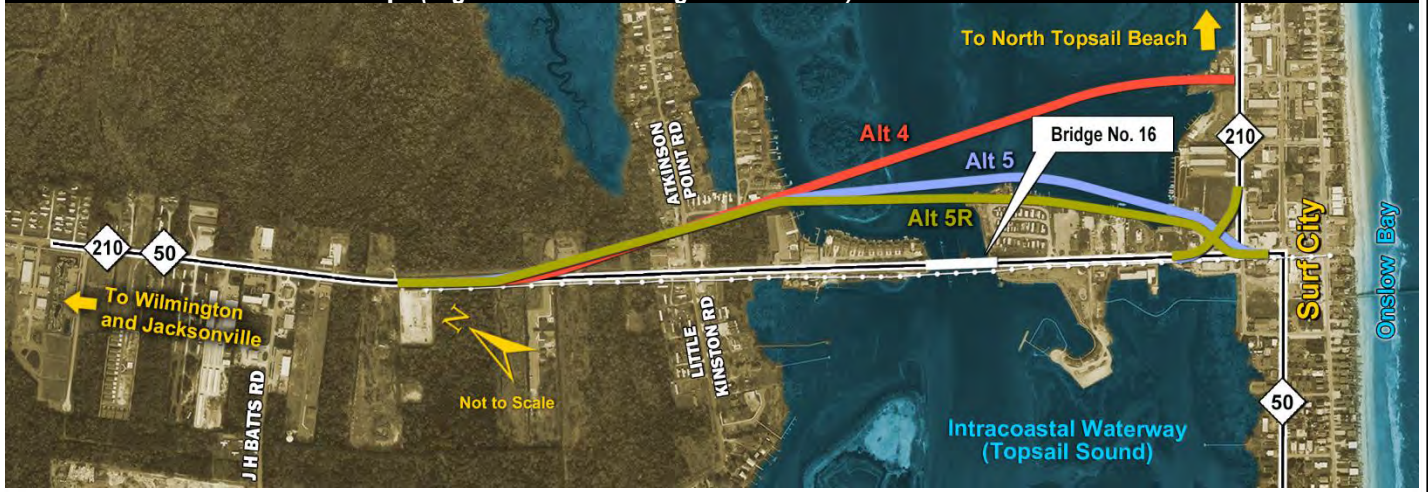 To North Topsail Beach
Alt 4
Bridge No. 16
ATKINSON
POINT RD
Alt 5
210
Alt 5R
210
50
To Wilmington
and Jacksonville
N
Not to Scale
J H BATTS RD
LITTLE
KINSTON RD
Surf City
Onslow Bay
50
Intracoastal Waterway
(Topsail Sound)